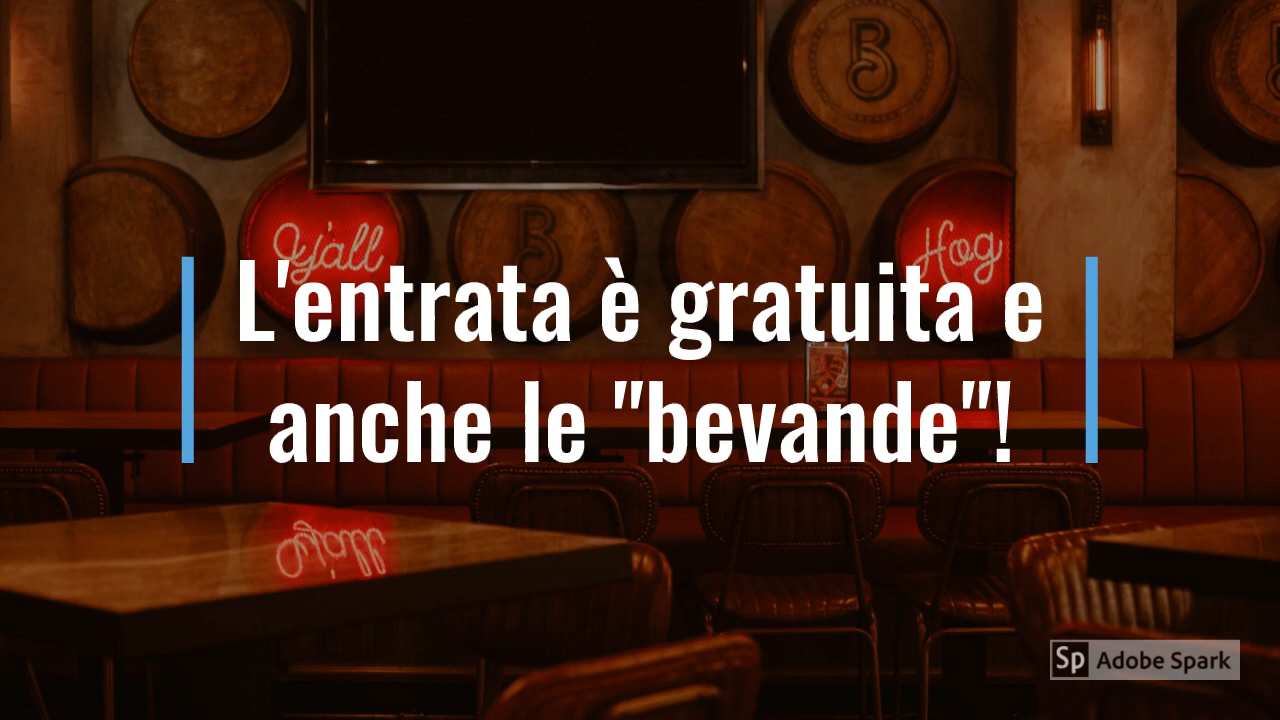 B
Y'all
B
Hog
L'entrata è gratuita e
anche le "bevande"!
Sp Adobe Spark